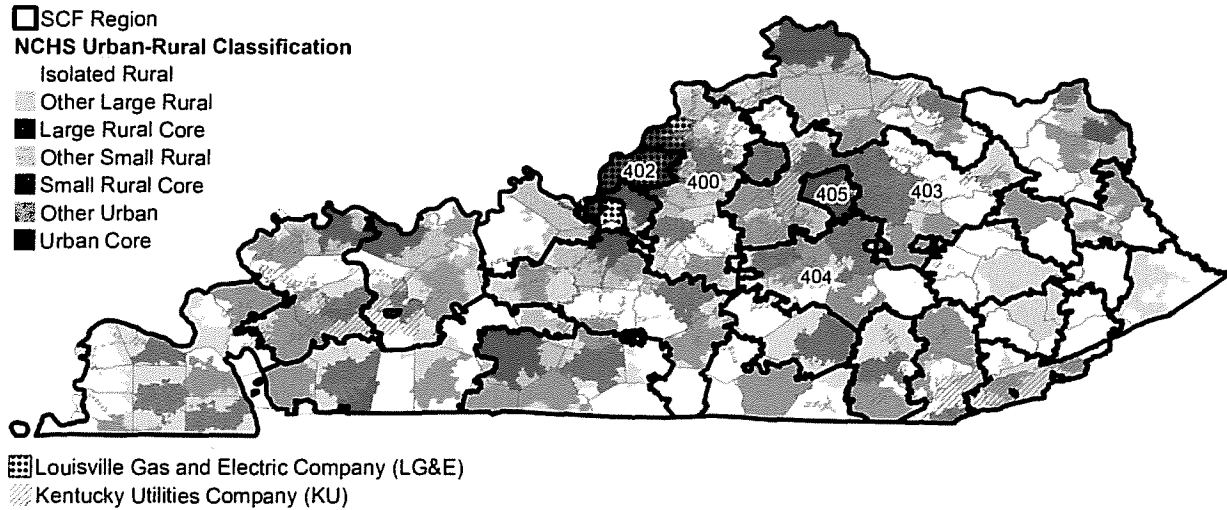 SCF Region
NCHS Urban-Rural Classification
Isolated Rural
Other Large Rural
Large Rural Core
Other Small Rural
Small Rural Core
Other Urban
Urban Core
402
400
405
403
404
Louisville Gas and Electric Company (LG&E)
Kentucky Utilities Company (KU)